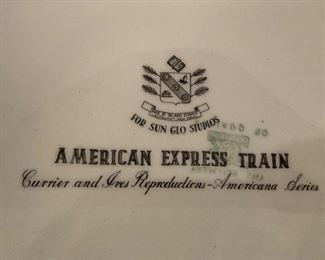 FOR SUN GLO STUDIOS
AMERICAN EXPRESS TRAIN
Currier and Ives Reproductions - Americana Series